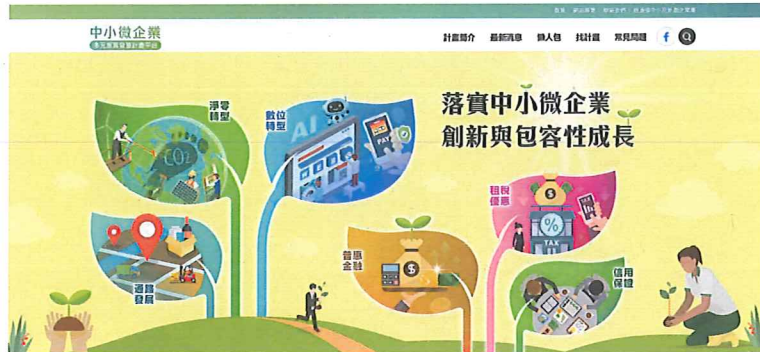 中小微企業
計畫簡介 最新消息 懶人包 找計畫 常見問題 f
落實中小微企業
創新與包容性成長
淨零
轉型
CO2
數位
轉型
AI
PAY
租稅
優惠
$
%
TAX
通路
發展
普惠
金融
$
信用
保證